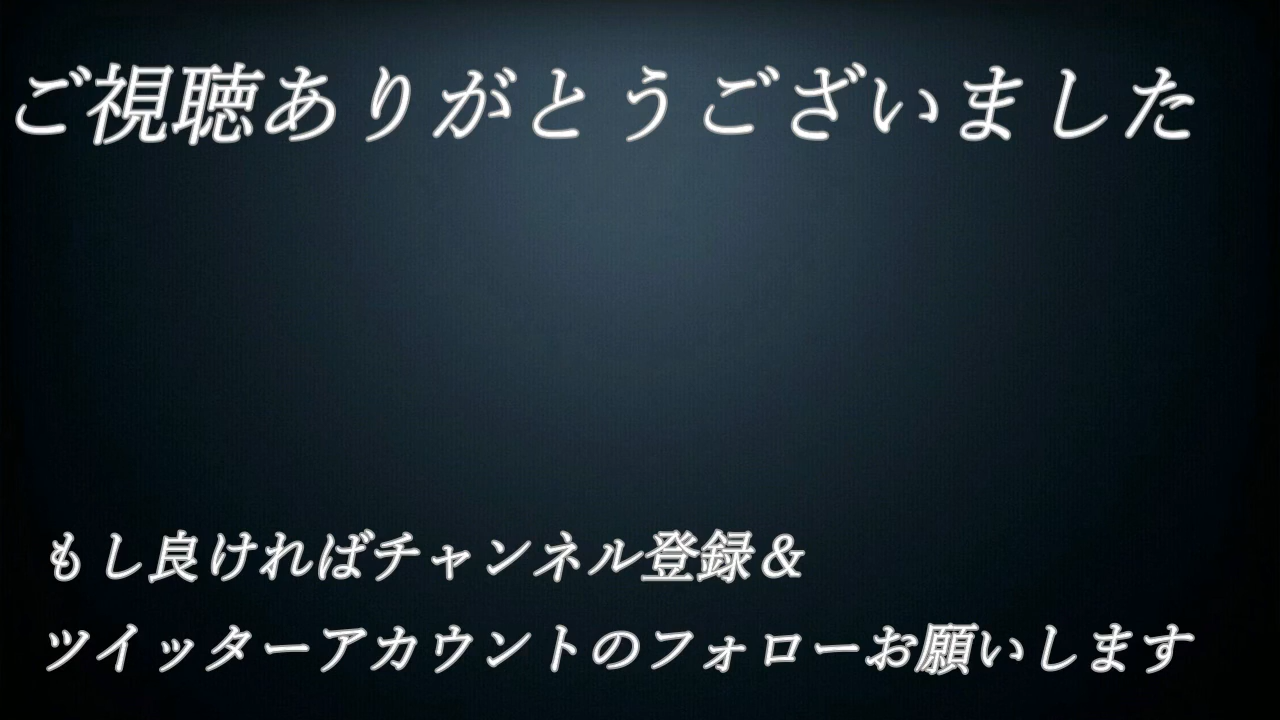 ご視聴ありがとうございました
もし良ければチャンネル登録＆
ツイッターアカウントのフォローお願いします